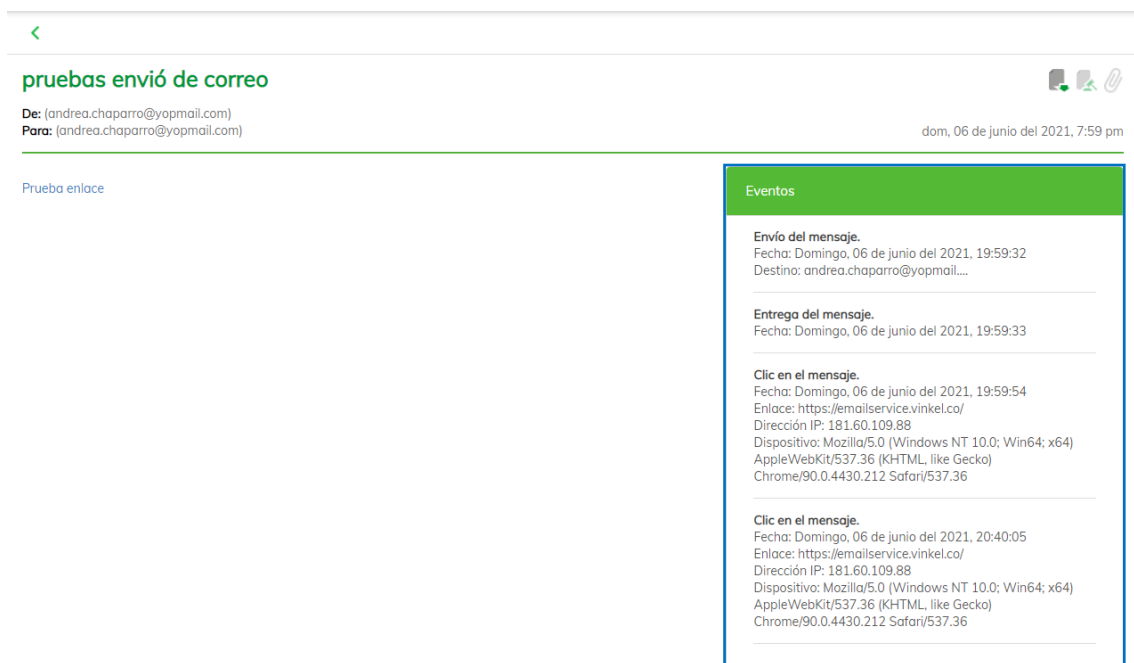 pruebas envió de correo
De: (andrea.chaparro@yopmail.com)
Para: (andrea.chaparro@yopmail.com)
dom, 06 de junio del 2021, 7:59 pm
Prueba enlace
Eventos
Envío del mensaje.
Fecha: Domingo, 06 de junio del 2021, 19:59:32
Destino: andrea.chaparro@yopmail....
Entrega del mensaje.
Fecha: Domingo, 06 de junio del 2021, 19:59:33
Clic en el mensaje.
Fecha: Domingo, 06 de junio del 2021, 19:59:54
Enlace: https://emailservice.vinkel.co/
Dirección IP: 181.60.109.88
Dispositivo: Mozilla/5.0 (Windows NT 10.0; Win64; x64)
AppleWebKit/537.36 (KHTML, like Gecko)
Chrome/90.0.4430.212 Safari/537.36
Clic en el mensaje.
Fecha: Domingo, 06 de junio del 2021, 20:40:05
Enlace: https://emailservice.vinkel.co/
Dirección IP: 181.60.109.88
Dispositivo: Mozilla/5.0 (Windows NT 10.0; Win64; x64)
AppleWebKit/537.36 (KHTML, like Gecko)
Chrome/90.0.4430.212 Safari/537.36